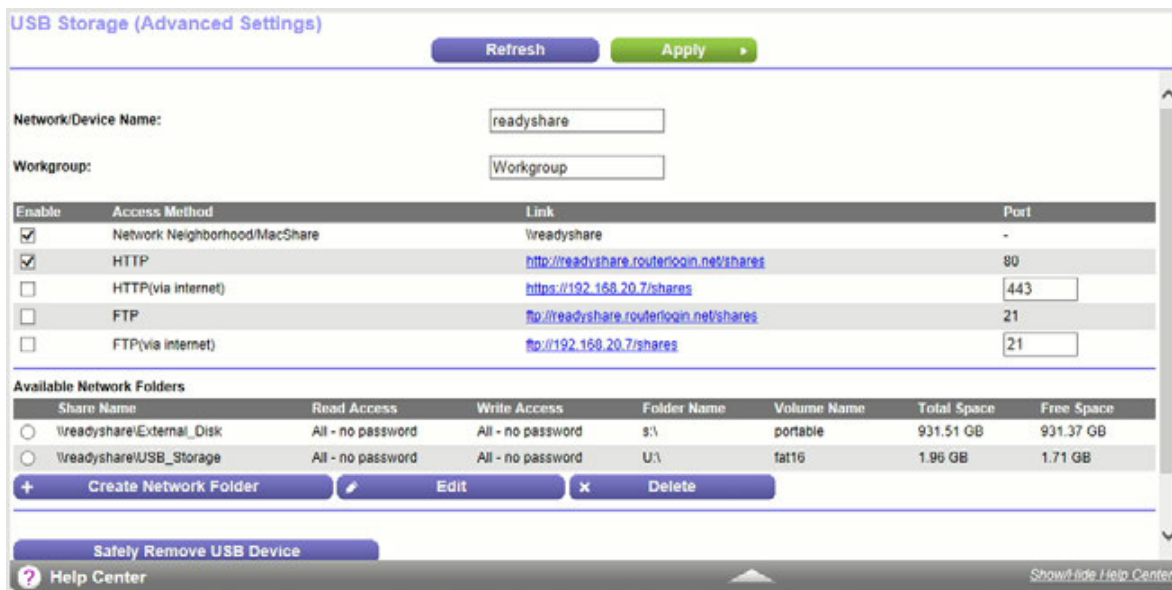 USB Storage (Advanced Settings)
Refresh Apply
Network/Device Name: readyshare
Workgroup: Workgroup
Enable Access Method Link Port
Network Neighborhood/MacShare \\readyshare -
HTTP http://readyshare.routerlogin.net/shares 80
HTTP(via internet) https://192.168.20.7/shares 443
FTP ftp://readyshare.routerlogin.net/shares 21
FTP(via internet) ftp://192.168.20.7/shares 21
Available Network Folders
Share Name Read Access Write Access Folder Name Volume Name Total Space Free Space
\\readyshare\External_Disk All - no password All - no password s:\ portable 931.51 GB 931.37 GB
\\readyshare\USB_Storage All - no password All - no password U:\ fat16 1.96 GB 1.71 GB
Create Network Folder Edit Delete
Safely Remove USB Device
Help Center Show/Hide Help Center